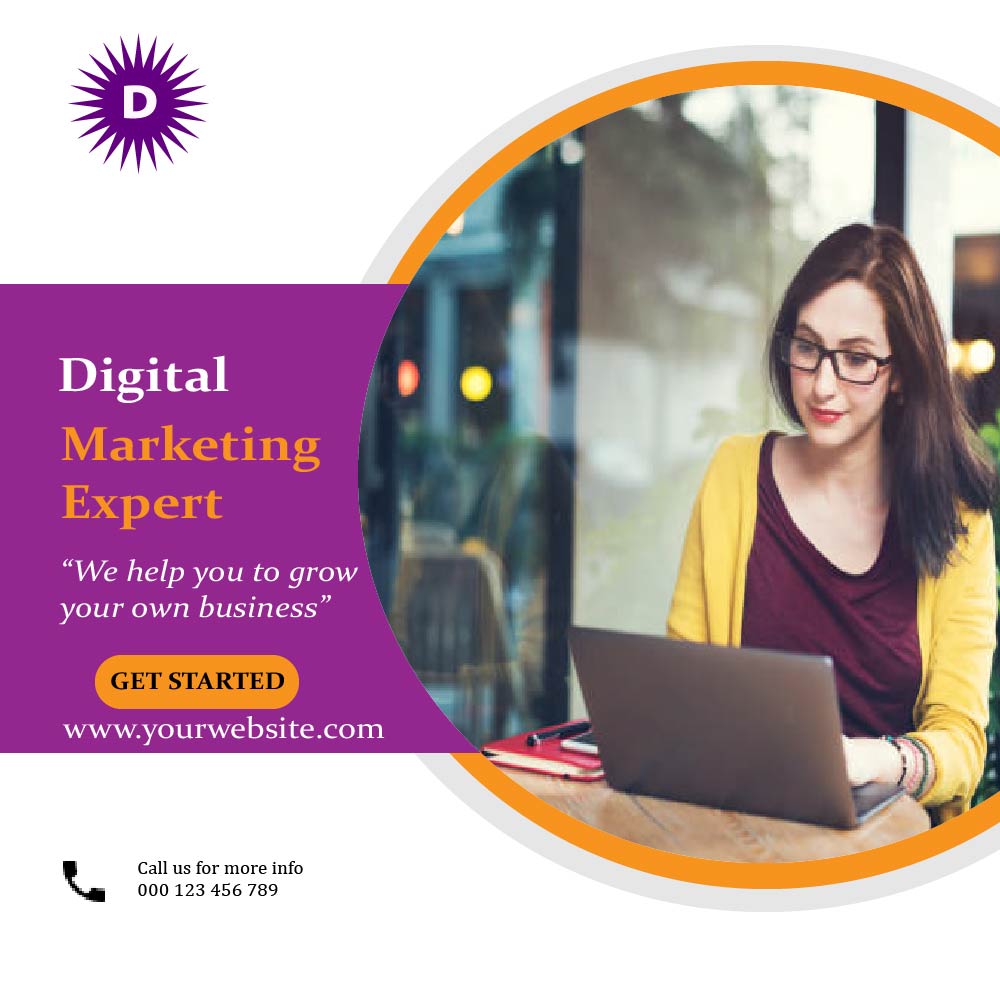 D
Digital
Marketing
Expert
“We help you to grow
your own business”
GET STARTED
www.yourwebsite.com
Call us for more info
000 123 456 789